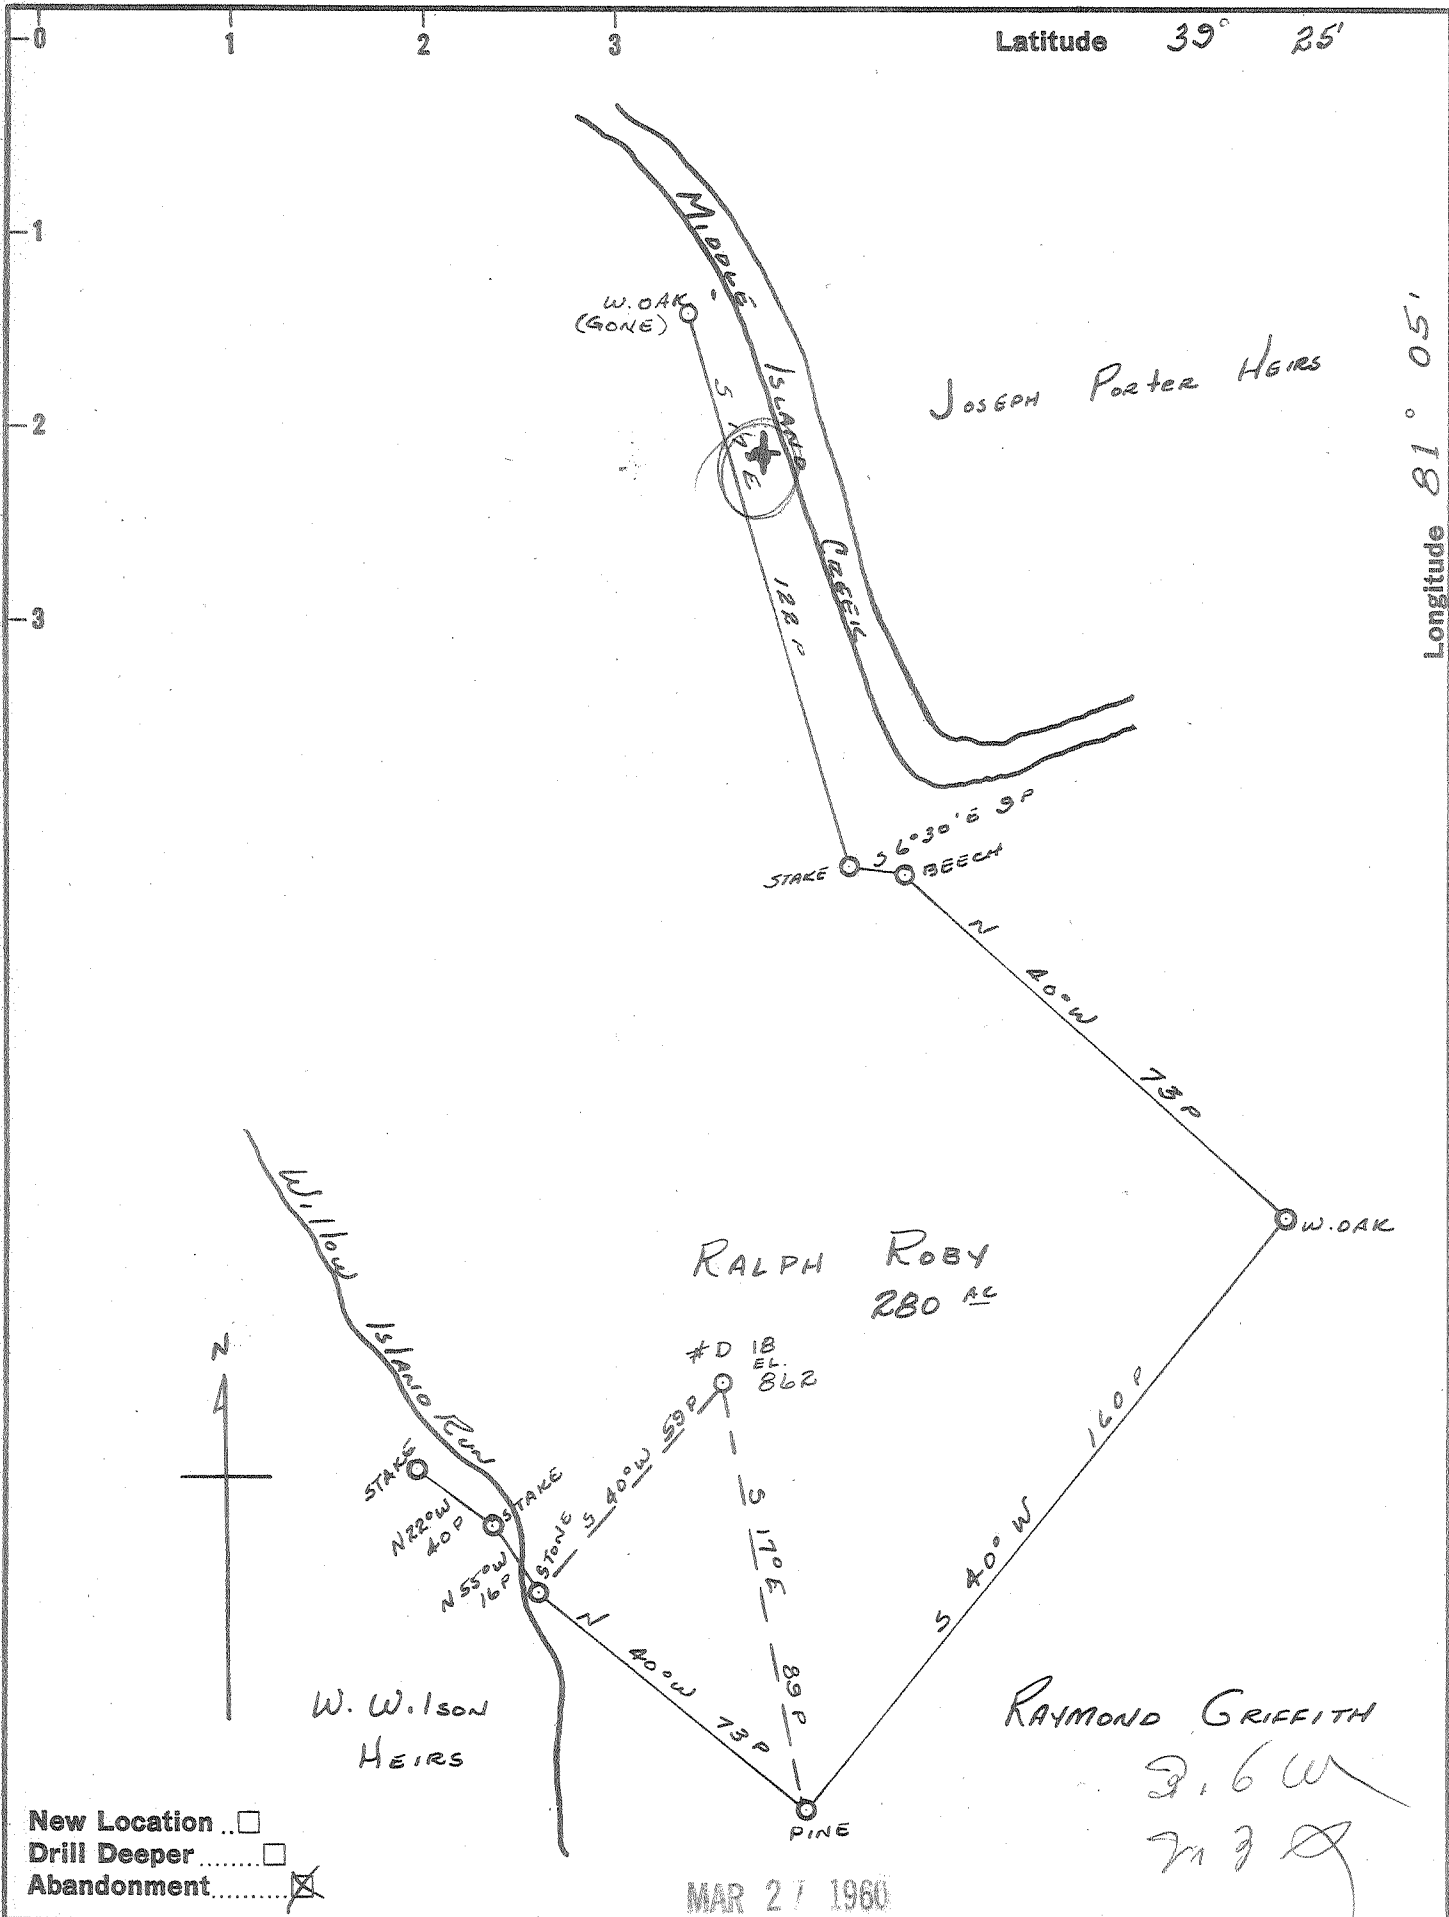 0 1 2 3 Latitude 39° 25'
1
2
3
Longitude 81° 05'
MIDDLE ISLAND CREEK
W. OAK
(GONE)
122 P
JOSEPH PORTER HEIRS
STAKE
S 6°30' E 9P
BEECH
N 40° W 73 P
W. OAK
Willow Island Run
RALPH ROBY
280 AC
N
#D 18
EL.
862
S 40° W 59 P
S 17° E 89 P
S 40° W 160 P
STAKE
N 22° W
40 P
STAKE
N 55° W
16 P
STONE
N 40° W 73 P
PINE
W. WILSON
HEIRS
RAYMOND GRIFFITH
New Location
Drill Deeper
Abandonment
MAR 27 1960